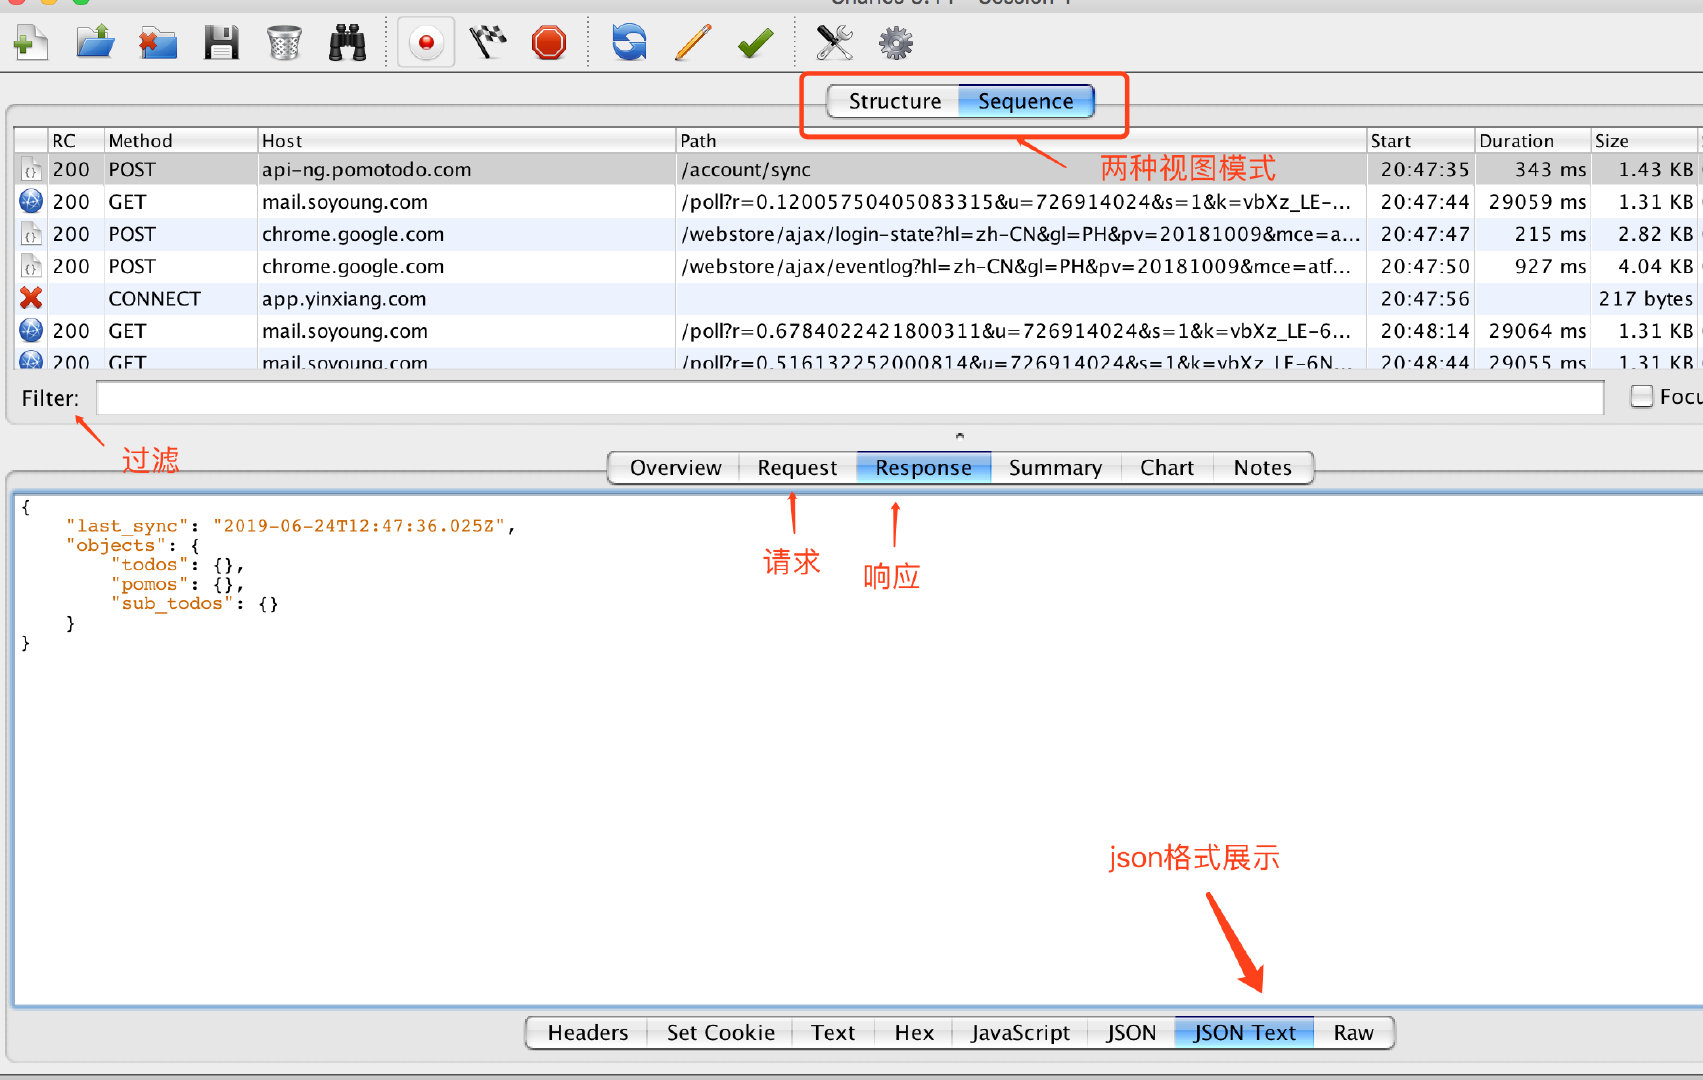 Structure Sequence
RC Method Host Path Start Duration Size
两种视图模式
200 POST api-ng.pomotodo.com /account/sync 20:47:35 343 ms 1.43 KB
200 GET mail.soyoung.com /poll?r=0.12005750405083315&u=726914024&s=1&k=vbXz_LE-... 20:47:44 29059 ms 1.31 KB
200 POST chrome.google.com /webstore/ajax/login-state?hl=zh-CN&gl=PH&pv=20181009&mce=a... 20:47:47 215 ms 2.82 KB
200 POST chrome.google.com /webstore/ajax/eventlog?hl=zh-CN&gl=PH&pv=20181009&mce=atf... 20:47:50 927 ms 4.04 KB
CONNECT app.yinxiang.com 20:47:56 217 bytes
200 GET mail.soyoung.com /poll?r=0.6784022421800311&u=726914024&s=1&k=vbXz_LE-6... 20:48:14 29064 ms 1.31 KB
200 GET mail.soyoung.com /poll?r=0.516132252000814&u=726914024&s=1&k=vbXz_LE-6N... 20:48:44 29055 ms 1.31 KB
Filter: Focu
过滤
Overview Request Response Summary Chart Notes
请求
响应
{
"last_sync": "2019-06-24T12:47:36.025Z",
"objects": {
"todos": {},
"pomos": {},
"sub_todos": {}
}
}
json格式展示
Headers Set Cookie Text Hex JavaScript JSON JSON Text Raw